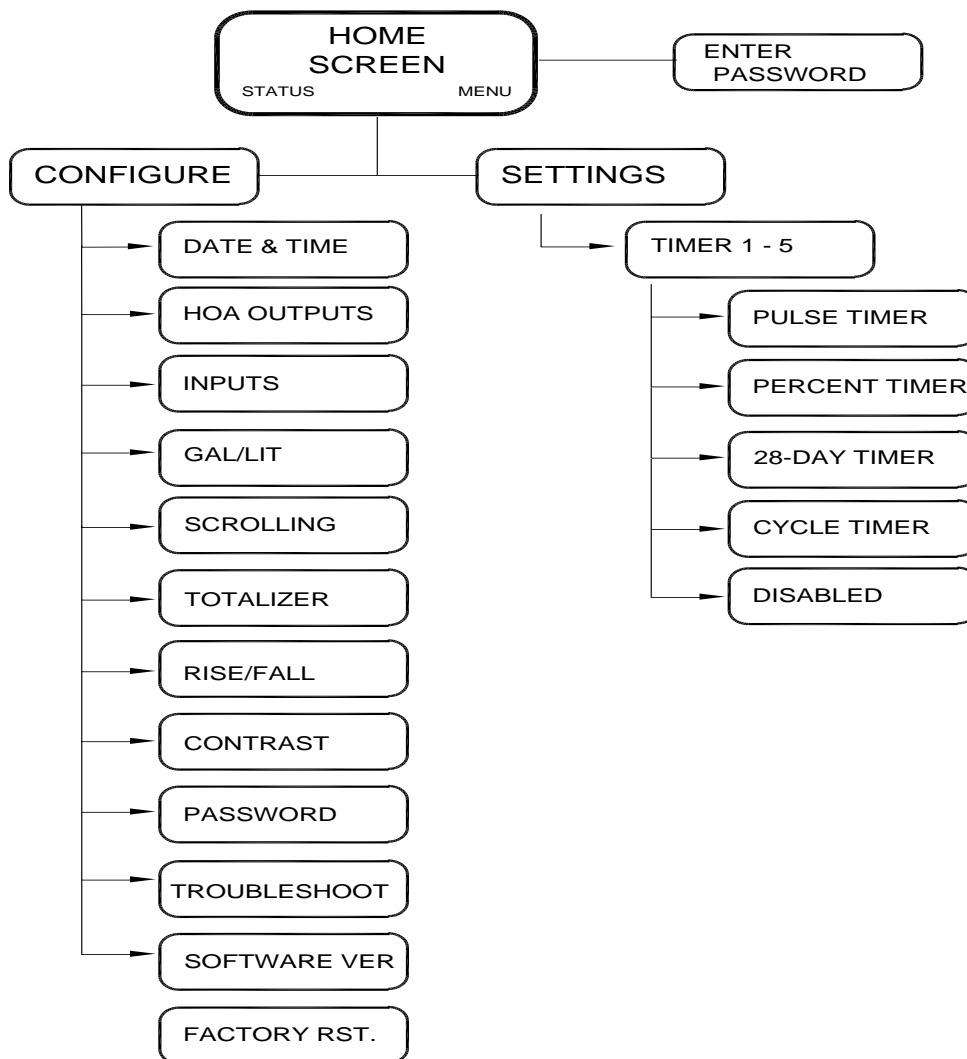 HOME
SCREEN
STATUS MENU
ENTER
PASSWORD
CONFIGURE
SETTINGS
DATE & TIME
HOA OUTPUTS
INPUTS
GAL/LIT
SCROLLING
TOTALIZER
RISE/FALL
CONTRAST
PASSWORD
TROUBLESHOOT
SOFTWARE VER
FACTORY RST.
TIMER 1 - 5
PULSE TIMER
PERCENT TIMER
28-DAY TIMER
CYCLE TIMER
DISABLED